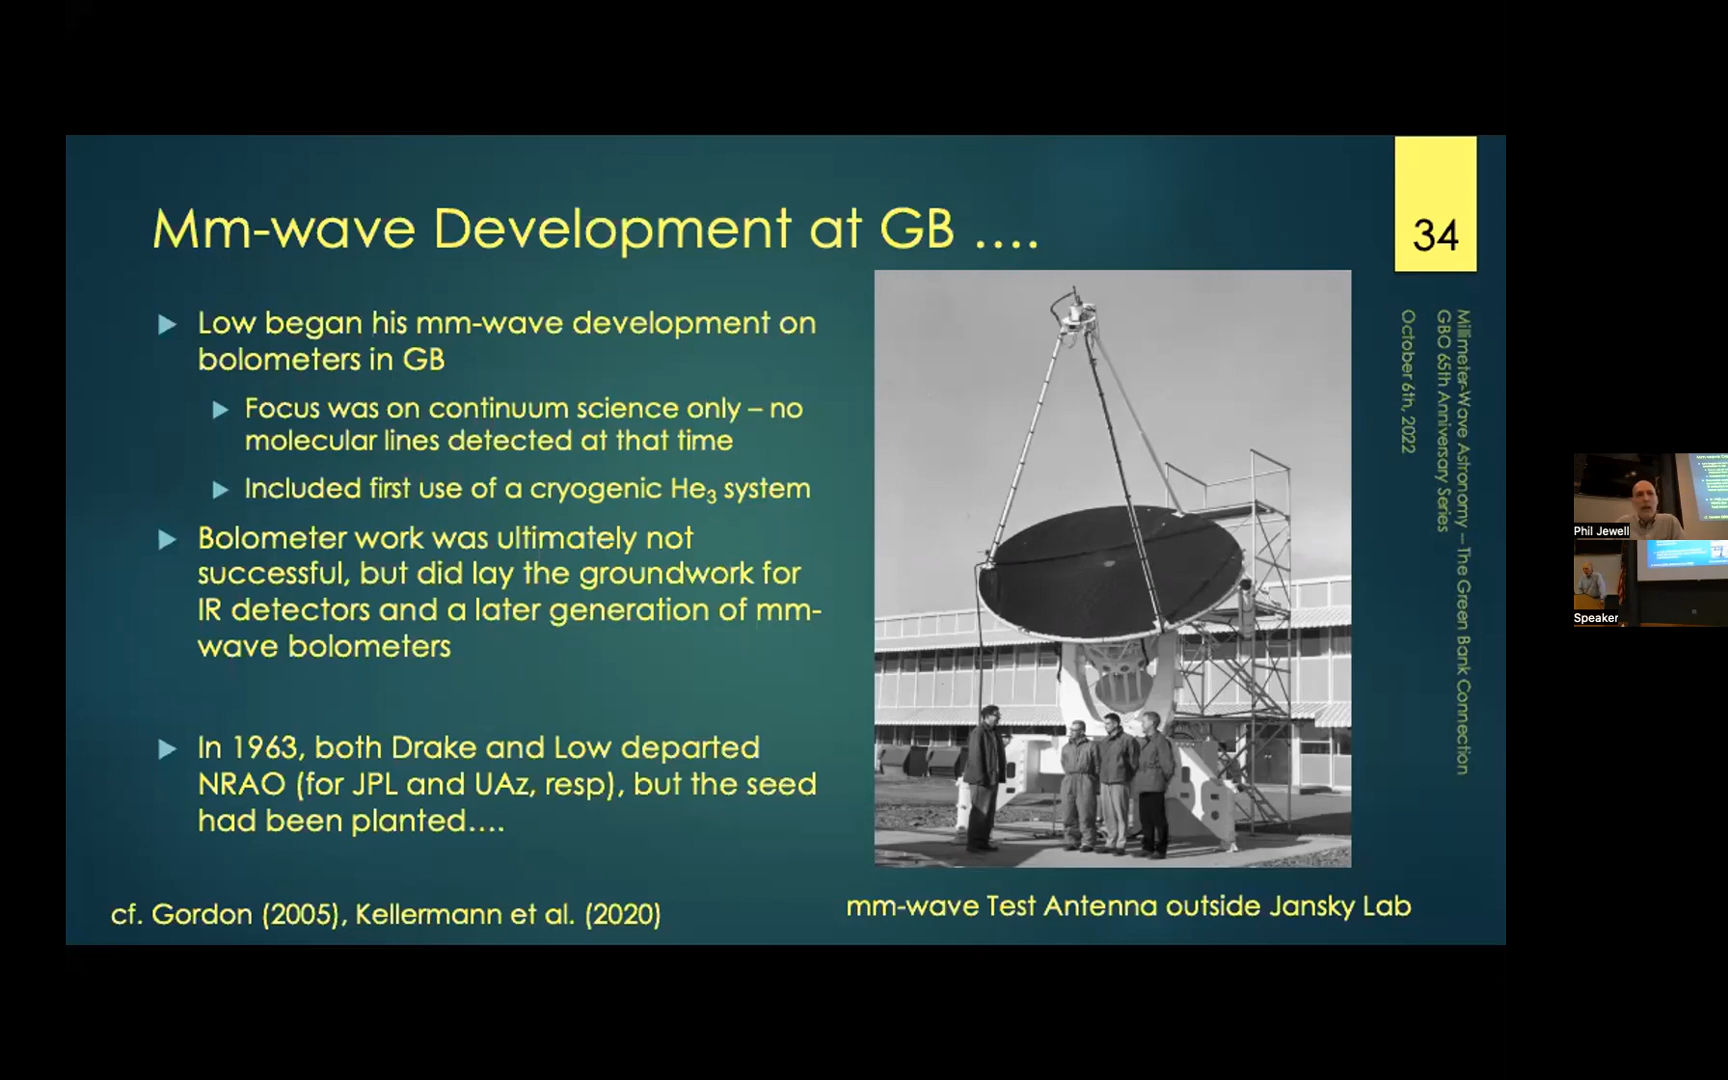 Mm-wave Development at GB ….
34
Low began his mm-wave development on
bolometers in GB
Focus was on continuum science only – no
molecular lines detected at that time
Included first use of a cryogenic He₃ system
Bolometer work was ultimately not
successful, but did lay the groundwork for
IR detectors and a later generation of mm-
wave bolometers
In 1963, both Drake and Low departed
NRAO (for JPL and UAz, resp), but the seed
had been planted….
cf. Gordon (2005), Kellermann et al. (2020)
mm-wave Test Antenna outside Jansky Lab
Millimeter-Wave Astronomy – The Green Bank Connection
GBO 65th Anniversary Series
October 6th, 2022
Phil Jewell
Speaker